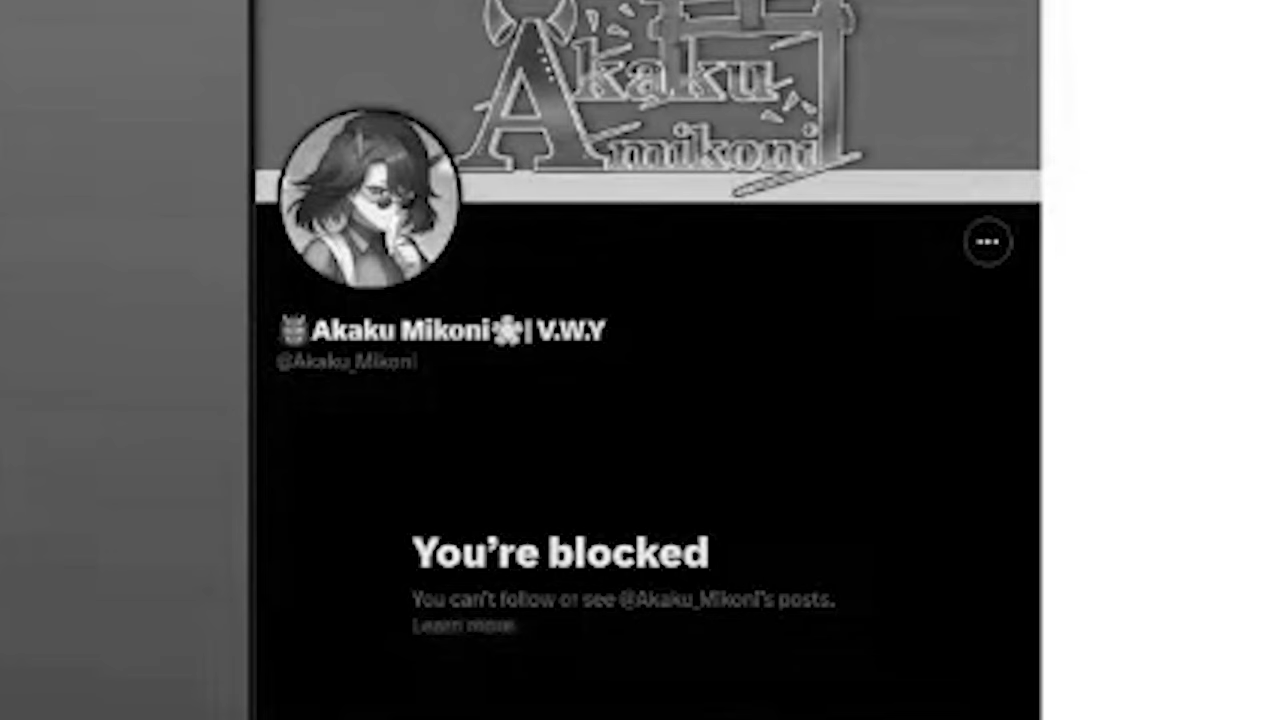 Akaku
mikoni
👹Akaku Mikoni🌸| V.W.Y
@Akaku_Mikoni
You’re blocked
You can’t follow or see @Akaku_Mikoni’s posts.
Learn more